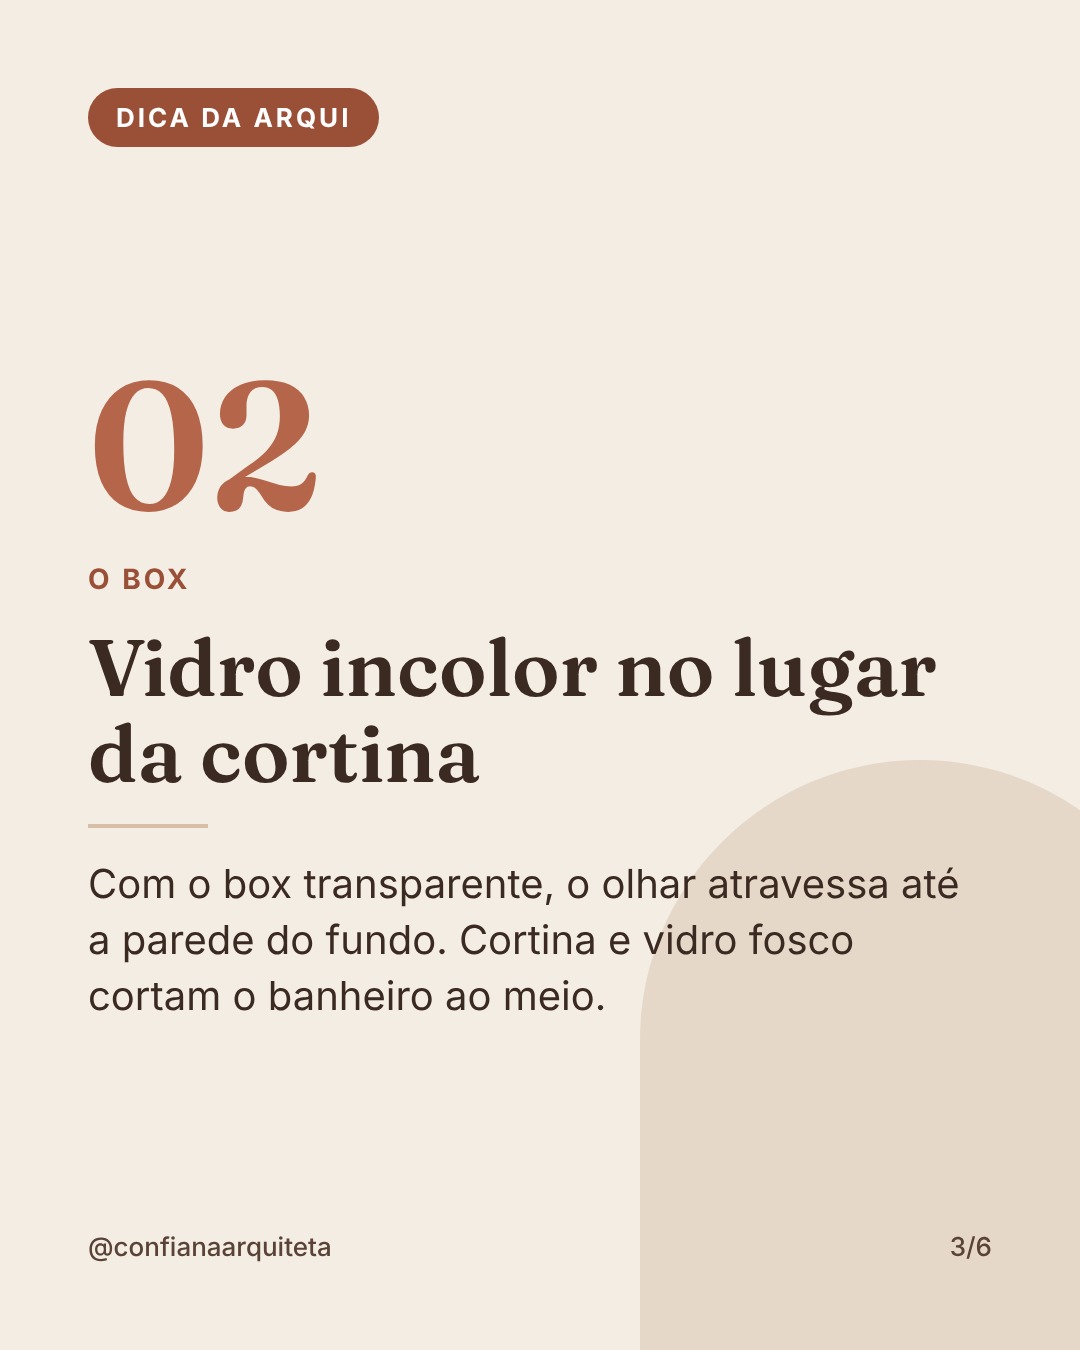 DICA DA ARQUI
02
O BOX
Vidro incolor no lugar
da cortina
Com o box transparente, o olhar atravessa até
a parede do fundo. Cortina e vidro fosco
cortam o banheiro ao meio.
@confianaarquiteta
3/6